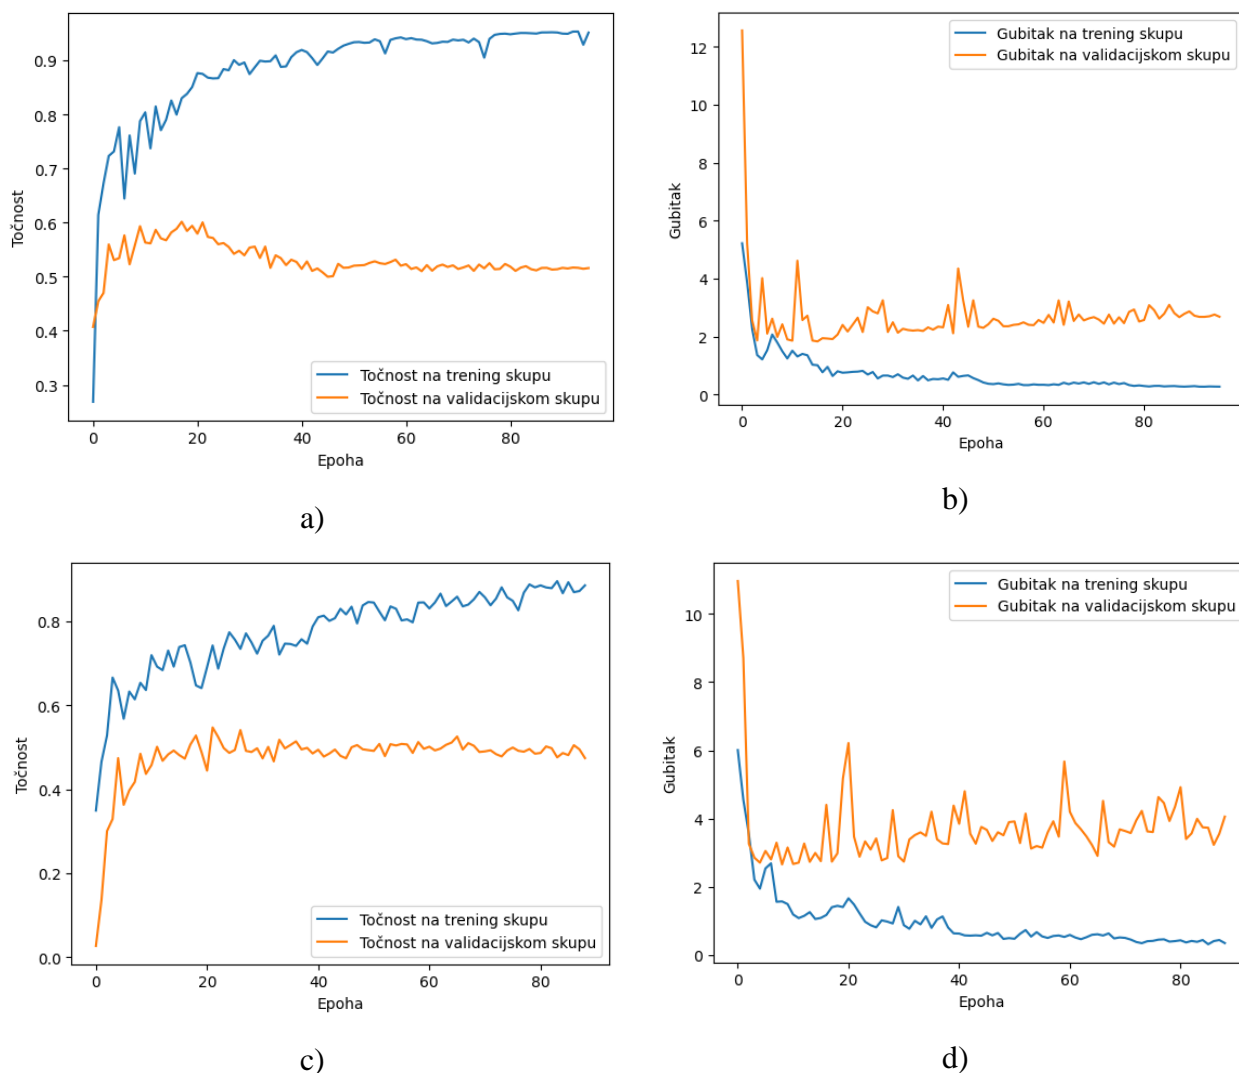 0.9
0.8
0.7
0.6
0.5
0.4
0.3
Točnost
0 20 40 60 80
Epoha
Točnost na trening skupu
Točnost na validacijskom skupu
a)
12
10
8
6
4
2
0
Gubitak
0 20 40 60 80
Epoha
Gubitak na trening skupu
Gubitak na validacijskom skupu
b)
0.8
0.6
0.4
0.2
0.0
Točnost
0 20 40 60 80
Epoha
Točnost na trening skupu
Točnost na validacijskom skupu
c)
10
8
6
4
2
0
Gubitak
0 20 40 60 80
Epoha
Gubitak na trening skupu
Gubitak na validacijskom skupu
d)